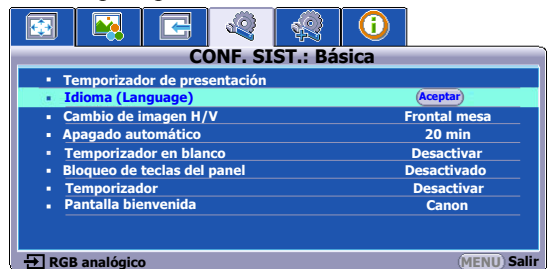 CONF. SIST.: Básica
Temporizador de presentación
Idioma (Language) Aceptar
Cambio de imagen H/V Frontal mesa
Apagado automático 20 min
Temporizador en blanco Desactivar
Bloqueo de teclas del panel Desactivado
Temporizador Desactivar
Pantalla bienvenida Canon
RGB analógico MENU Salir